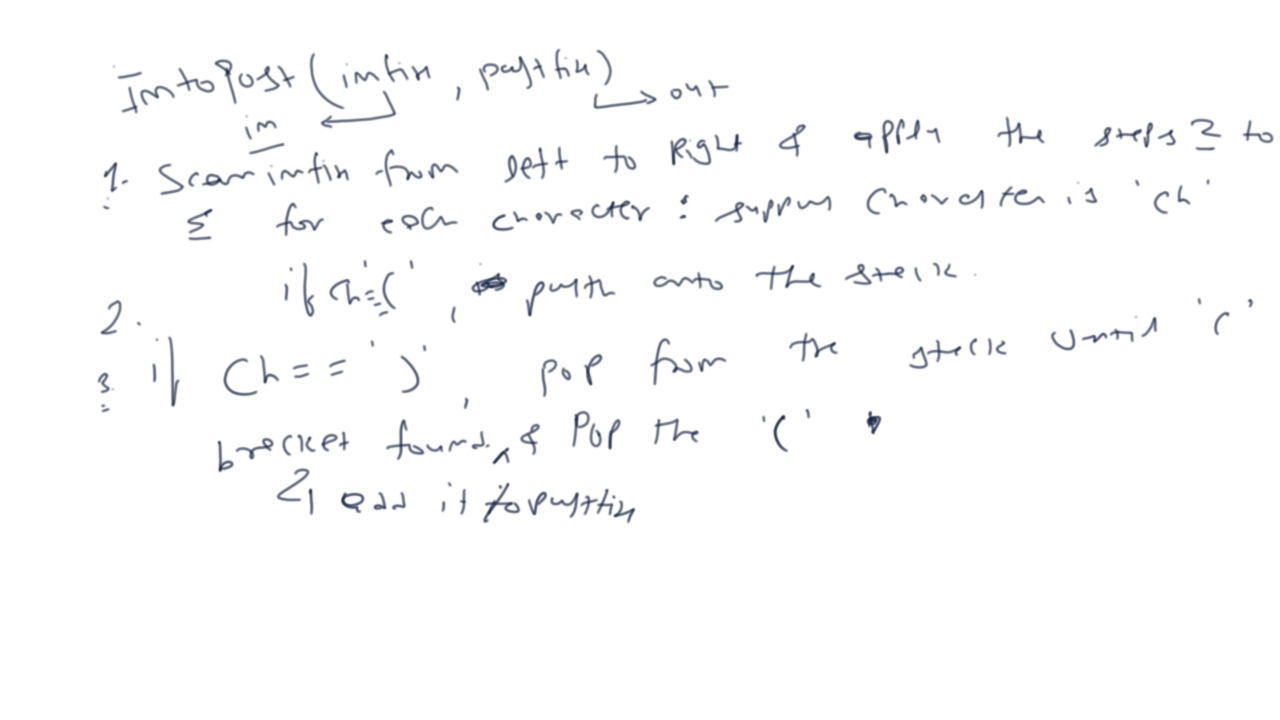 IntoPost(infix, postfix) → out
in
1. Scan infix from left to Right & apply the steps 2 to
5 for each character: suppos Character is 'ch'
2. if ch=='(', push onto the stack.
3. if Ch == ')', pop from the stack until '('
bracket found, & Pop the '('
add it to postfix